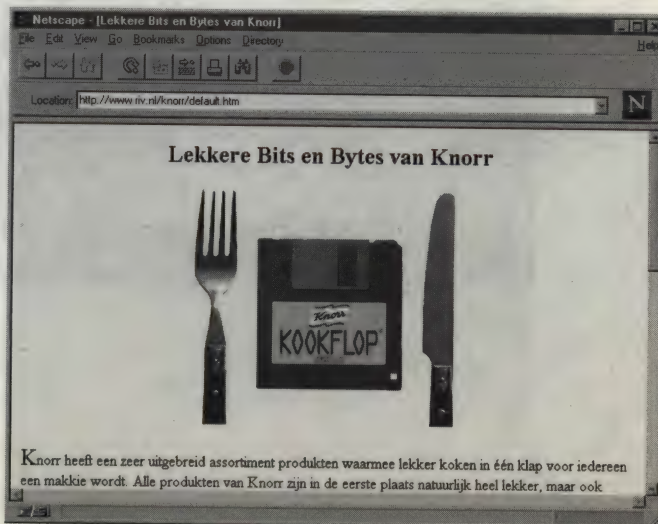 Netscape - [Lekkere Bits en Bytes van Knorr]
File Edit View Go Bookmarks Options Directory
Help
Location: http://www.riv.nl/knorr/default.htm
N
Lekkere Bits en Bytes van Knorr
Knorr
KOOKFLOP
Knorr heeft een zeer uitgebreid assortiment produkten waarmee lekker koken in één klap voor iedereen
een makkie wordt. Alle produkten van Knorr zijn in de eerste plaats natuurlijk heel lekker, maar ook